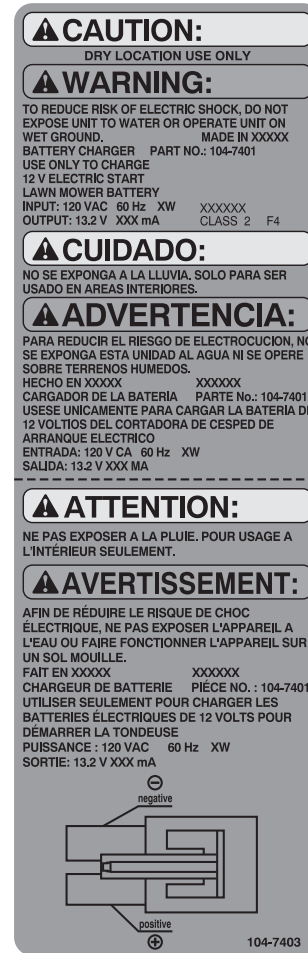 CAUTION:
DRY LOCATION USE ONLY
WARNING:
TO REDUCE RISK OF ELECTRIC SHOCK, DO NOT
EXPOSE UNIT TO WATER OR OPERATE UNIT ON
WET GROUND. MADE IN XXXXX
BATTERY CHARGER PART NO.: 104-7401
USE ONLY TO CHARGE
12 V ELECTRIC START
LAWN MOWER BATTERY
INPUT: 120 VAC 60 Hz XW XXXXXX
OUTPUT: 13.2 V XXX mA CLASS 2 F4
CUIDADO:
NO SE EXPONGA A LA LLUVIA. SOLO PARA SER
USADO EN AREAS INTERIORES.
ADVERTENCIA:
PARA REDUCIR EL RIESGO DE ELECTROCUCION, NO
SE EXPONGA ESTA UNIDAD AL AGUA NI SE OPERE
SOBRE TERRENOS HUMEDOS.
HECHO EN XXXXX XXXXXX
CARGADOR DE LA BATERÍA PARTE No.: 104-7401
USESE UNICAMENTE PARA CARGAR LA BATERIA DE
12 VOLTIOS DEL CORTADORA DE CESPED DE
ARRANQUE ELECTRICO
ENTRADA: 120 V CA 60 Hz XW
SALIDA: 13.2 V XXX MA
ATTENTION:
NE PAS EXPOSER A LA PLUIE. POUR USAGE A
L'INTÉRIEUR SEULEMENT.
AVERTISSEMENT:
AFIN DE RÉDUIRE LE RISQUE DE CHOC
ÉLECTRIQUE, NE PAS EXPOSER L'APPAREIL A
L'EAU OU FAIRE FONCTIONNER L'APPAREIL SUR
UN SOL MOUILLE.
FAIT EN XXXXX XXXXXX
CHARGEUR DE BATTERIE PIÉCE NO. : 104-7401
UTILISER SEULEMENT POUR CHARGER LES
BATTERIES ÉLECTRIQUES DE 12 VOLTS POUR
DÉMARRER LA TONDEUSE
PUISSANCE : 120 VAC 60 Hz XW
SORTIE: 13.2 V XXX mA
negative
positive
104-7403